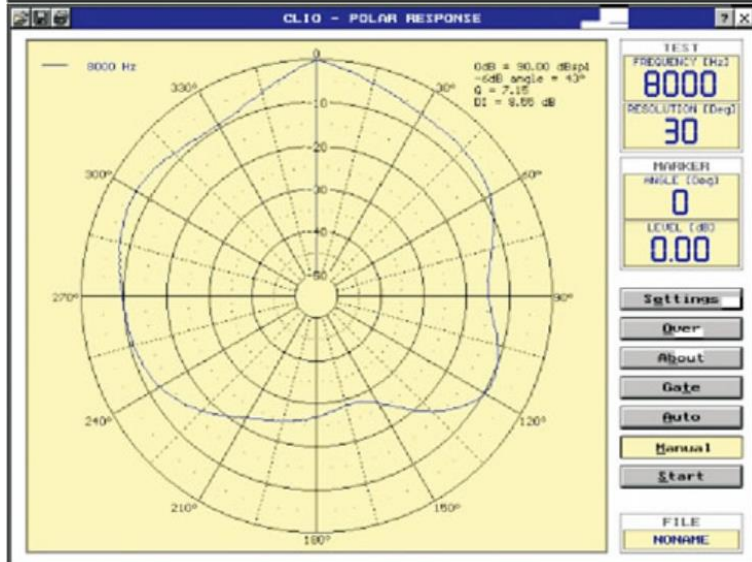 CLIO - POLAR RESPONSE
? X
8000 Hz
0dB = 90.00 dBspl
-6dB angle = 43°
Q = 7.15
DI = 8.55 dB
0
330°
30°
-10
300°
60°
-20
-30
-40
270°
90°
240°
120°
210°
150°
180°
TEST
FREQUENCY [Hz]
8000
RESOLUTION [Deg]
30
MARKER
ANGLE [Deg]
0
LEVEL [dB]
0.00
Settings
Over
About
Gate
Auto
Manual
Start
FILE
NONAME